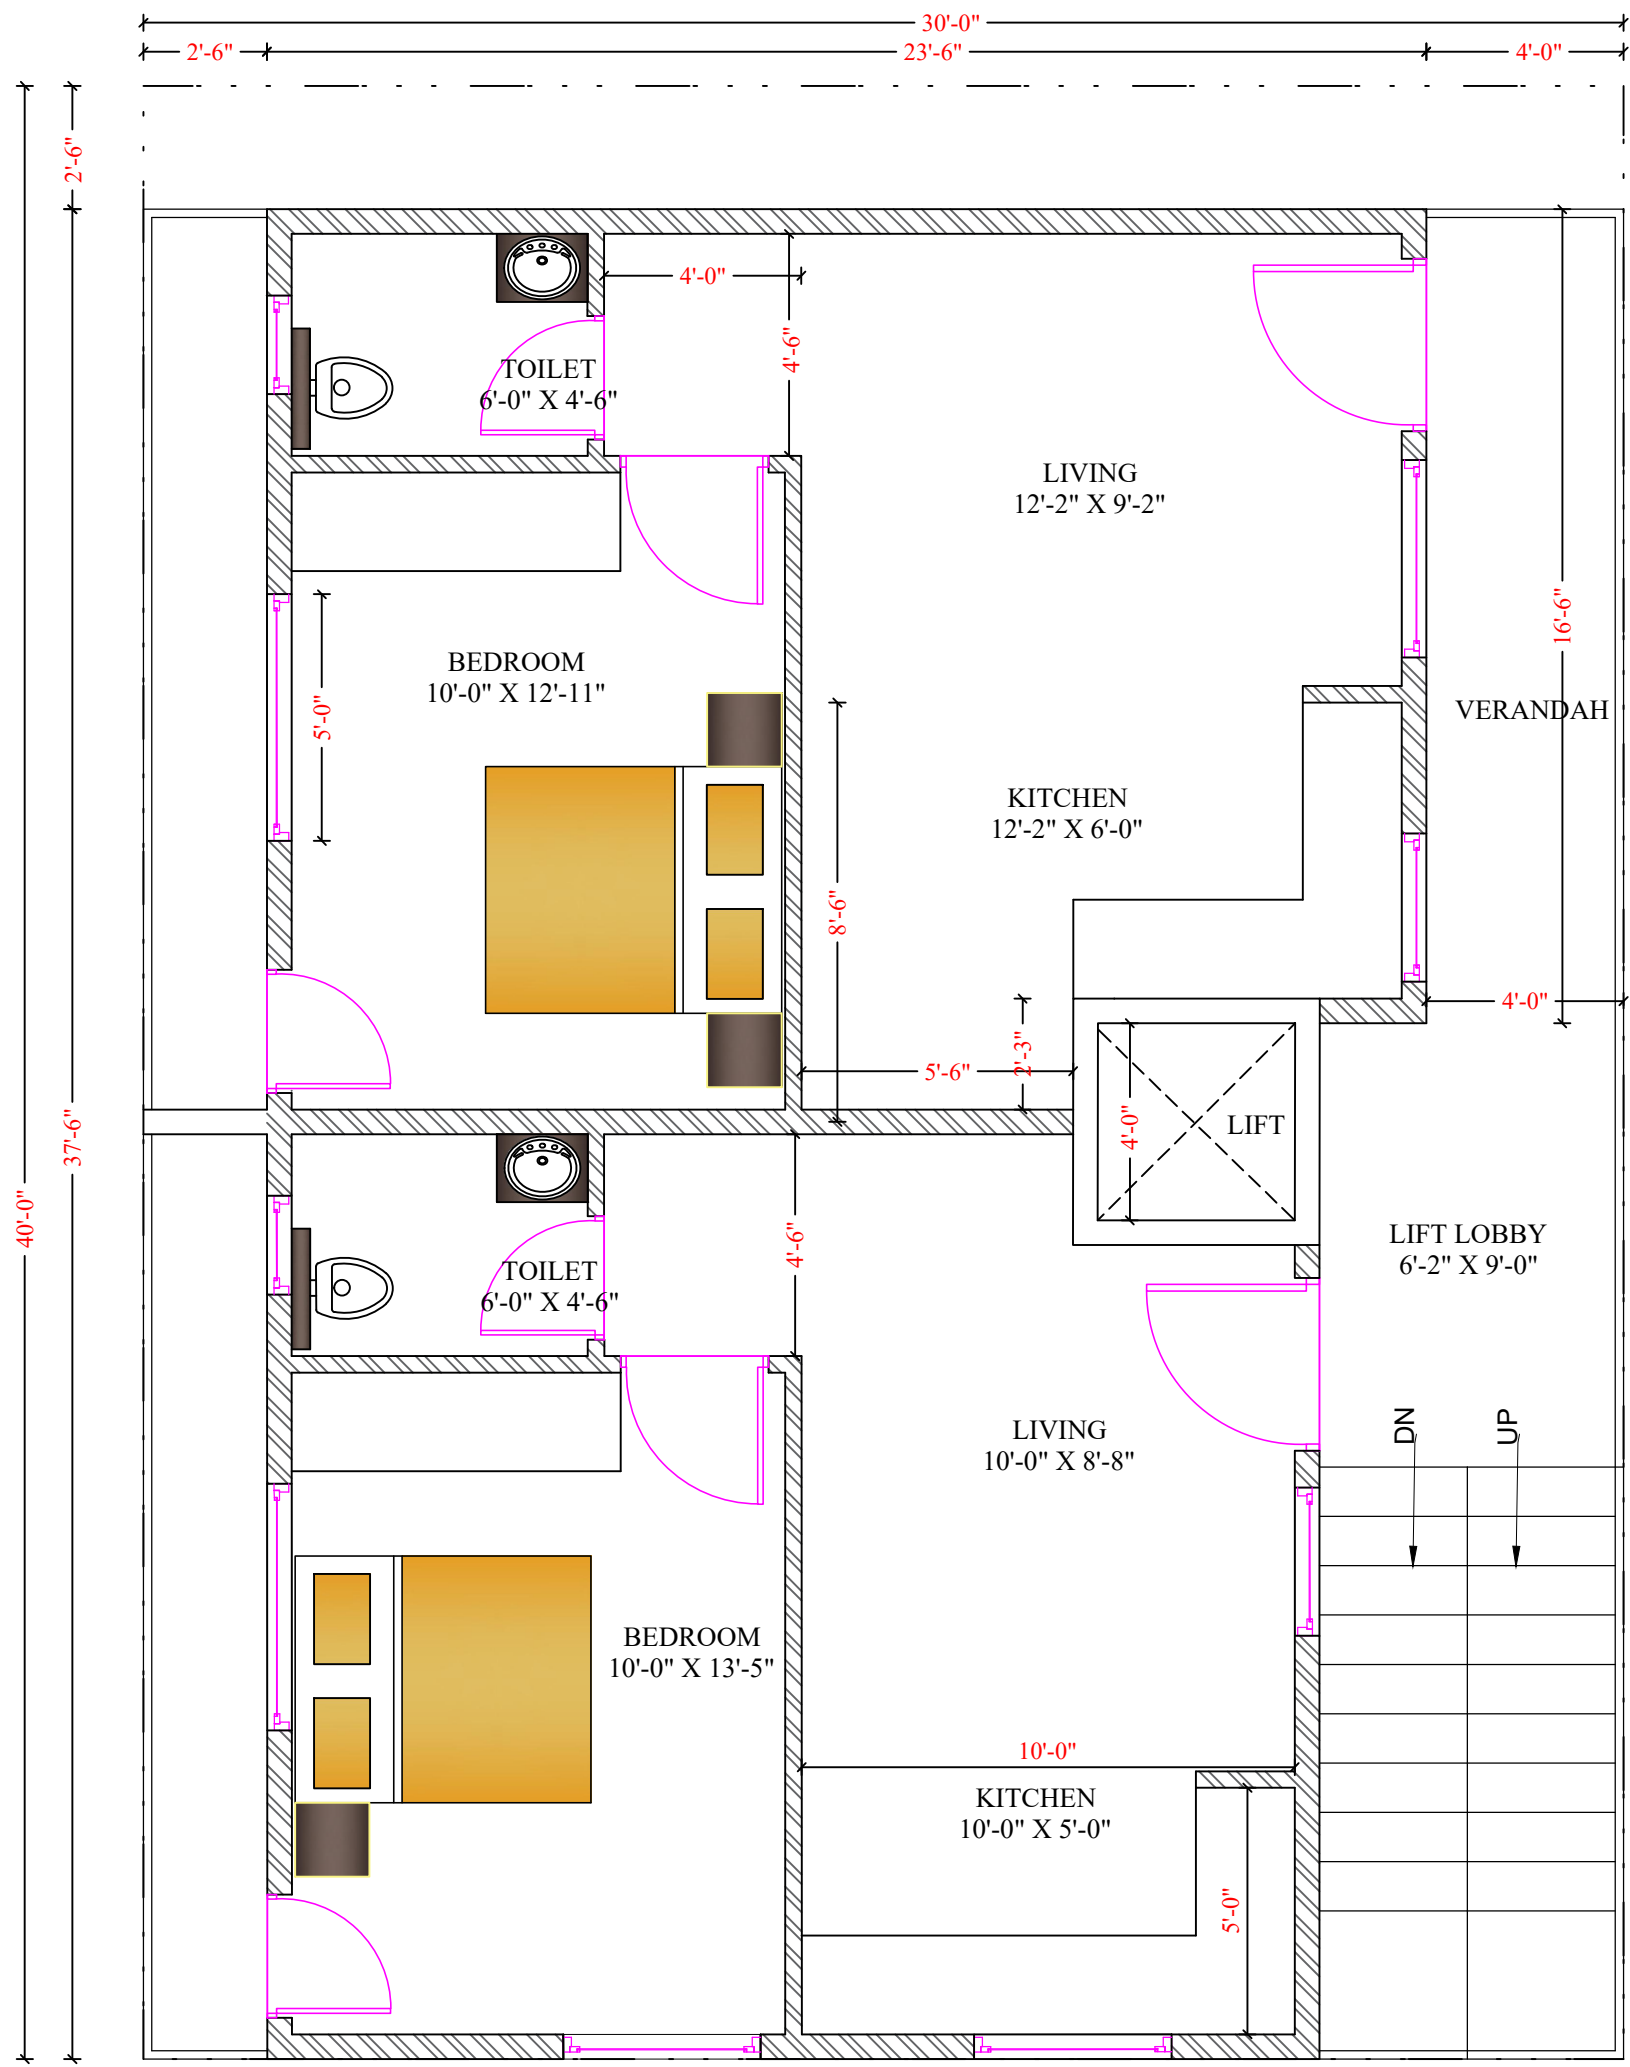 30'-0"
2'-6"
23'-6"
4'-0"
2'-6"
4'-0"
4'-6"
TOILET
6'-0" X 4'-6"
LIVING
12'-2" X 9'-2"
16'-6"
BEDROOM
10'-0" X 12'-11"
5'-0"
VERANDAH
KITCHEN
12'-2" X 6'-0"
8'-6"
4'-0"
2'-3"
5'-6"
4'-0"
LIFT
37'-6"
40'-0"
4'-6"
LIFT LOBBY
6'-2" X 9'-0"
TOILET
6'-0" X 4'-6"
DN
UP
LIVING
10'-0" X 8'-8"
BEDROOM
10'-0" X 13'-5"
10'-0"
KITCHEN
10'-0" X 5'-0"
5'-0"